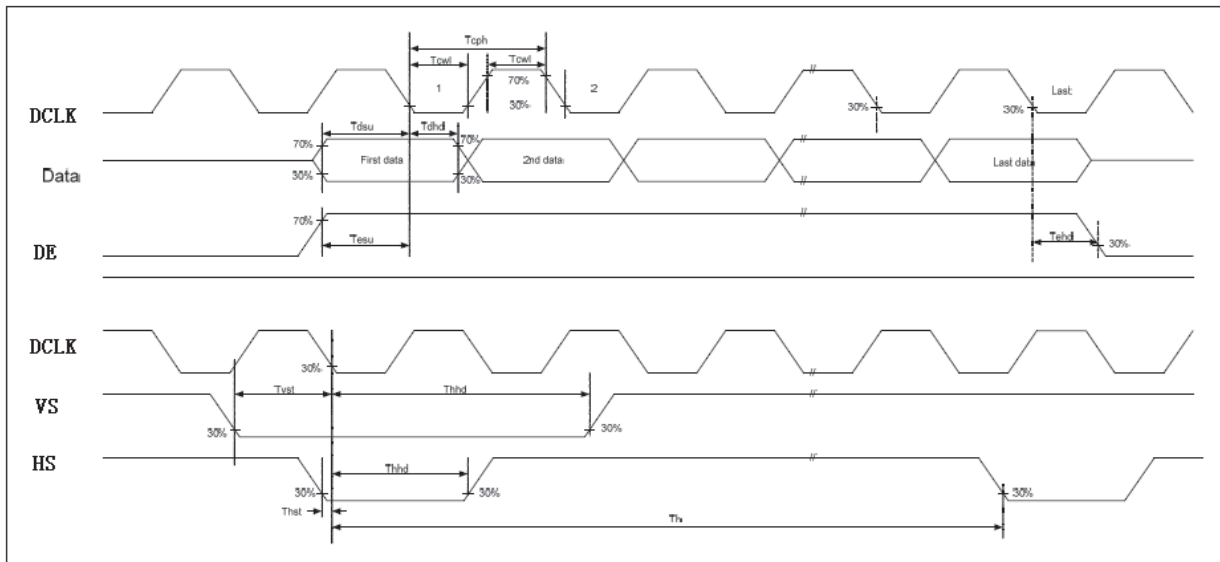 Tcph
Tcwl Tcwl
1 70% 2
30% 30% 30% Last
DCLK
Tdsu Tdhd
70% 70%
First data 2nd data Last data
Data
30% 30%
70%
Tesu Tehd
DE 30%
DCLK
30%
Tvst Thhd
VS
30% 30%
HS
Thhd
30% 30% 30%
Thst
Th